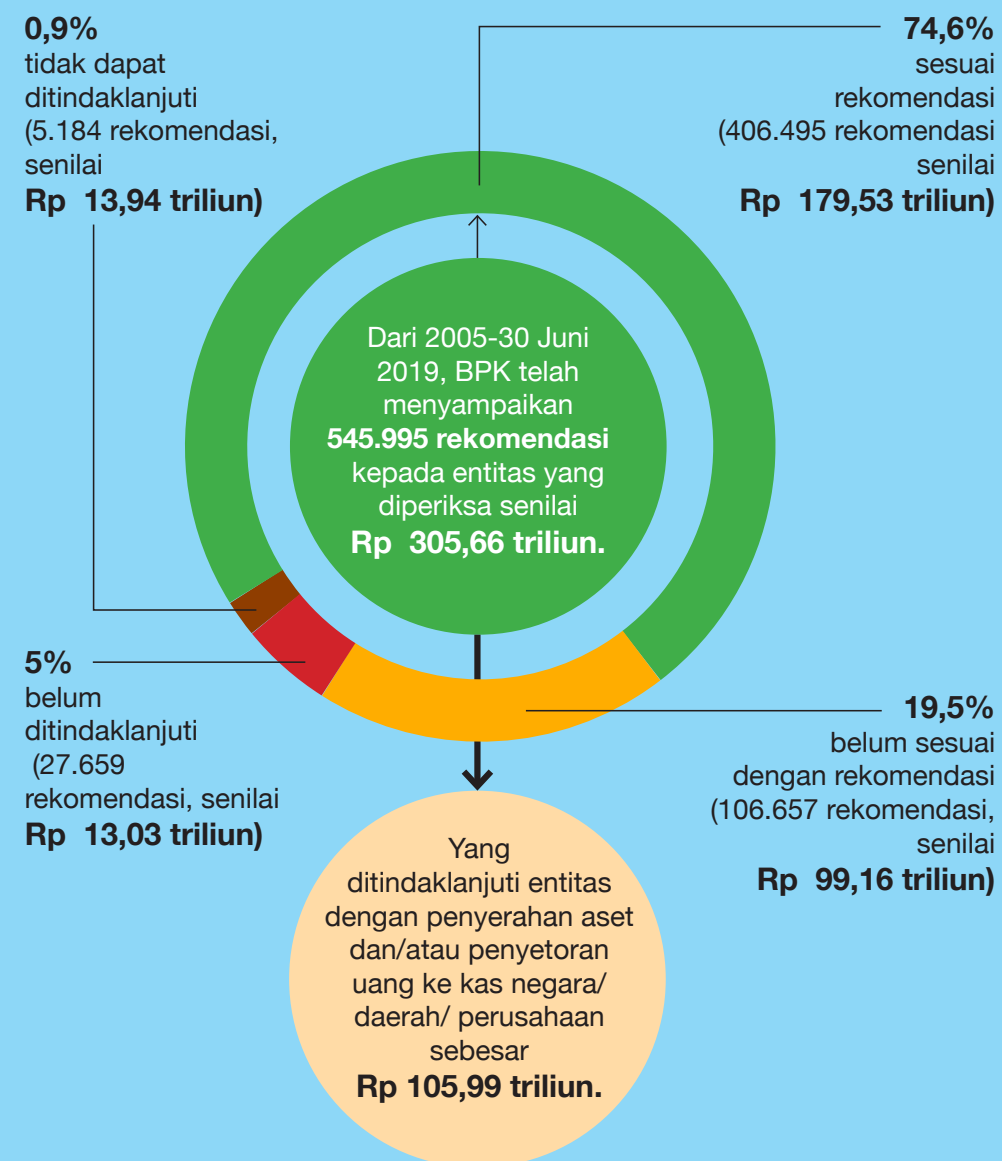 0,9%
tidak dapat
ditindaklanjuti
(5.184 rekomendasi,
senilai
Rp 13,94 triliun)
74,6%
sesuai
rekomendasi
(406.495 rekomendasi
senilai
Rp 179,53 triliun)
Dari 2005-30 Juni
2019, BPK telah
menyampaikan
545.995 rekomendasi
kepada entitas yang
diperiksa senilai
Rp 305,66 triliun.
5%
belum
ditindaklanjuti
(27.659
rekomendasi, senilai
Rp 13,03 triliun)
19,5%
belum sesuai
dengan rekomendasi
(106.657 rekomendasi,
senilai
Rp 99,16 triliun)
Yang
ditindaklanjuti entitas
dengan penyerahan aset
dan/atau penyetoran
uang ke kas negara/
daerah/ perusahaan
sebesar
Rp 105,99 triliun.